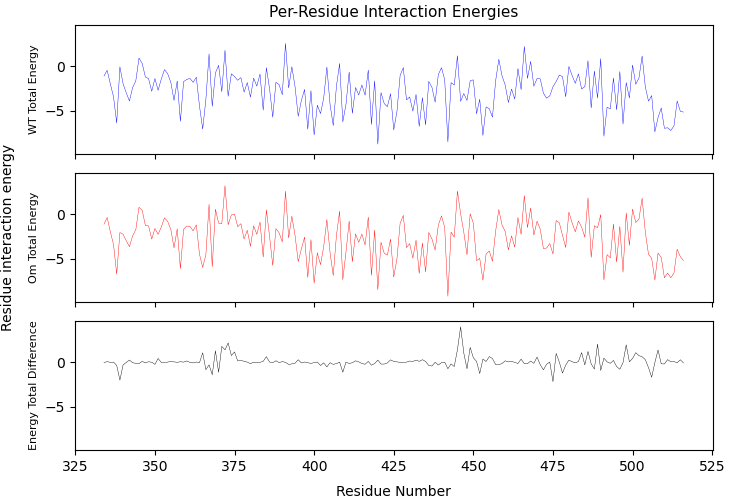 Per-Residue Interaction Energies
Residue interaction energy
WT Total Energy
0
−5
Om Total Energy
0
−5
Energy Total Difference
0
−5
325 350 375 400 425 450 475 500 525
Residue Number